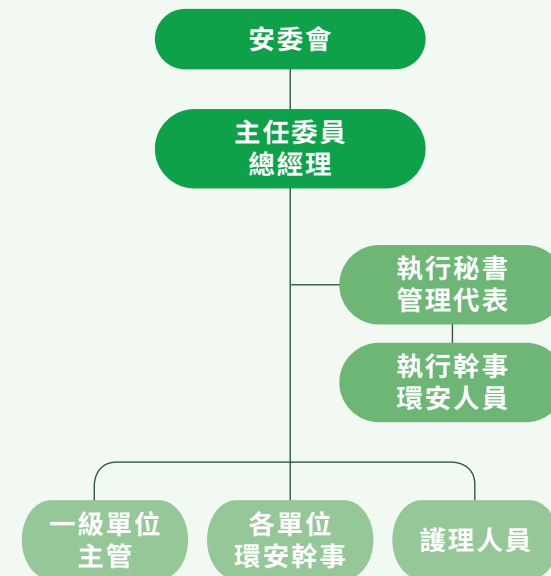 安委會
主任委員
總經理
執行秘書
管理代表
執行幹事
環安人員
一級單位
主管
各單位
環安幹事
護理人員